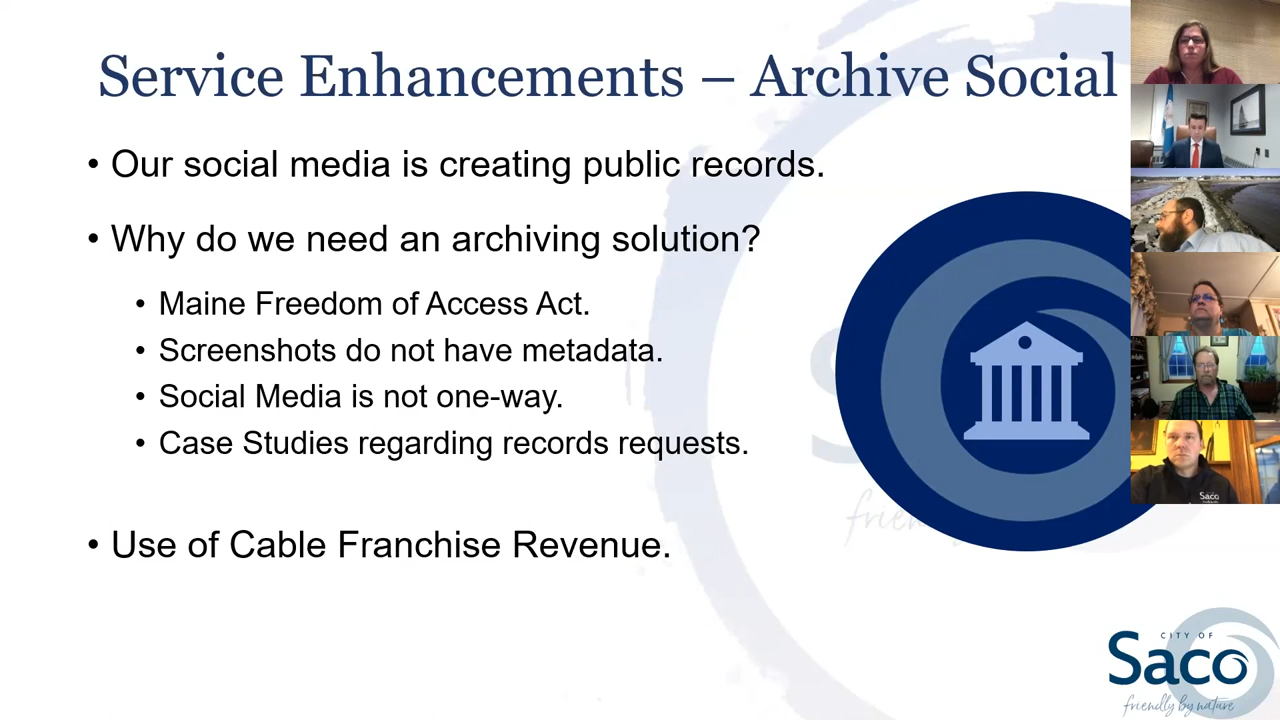 Service Enhancements – Archive Social
• Our social media is creating public records.
• Why do we need an archiving solution?
• Maine Freedom of Access Act.
• Screenshots do not have metadata.
• Social Media is not one-way.
• Case Studies regarding records requests.
• Use of Cable Franchise Revenue.
Saco
CITY OF
Saco
friendly by nature